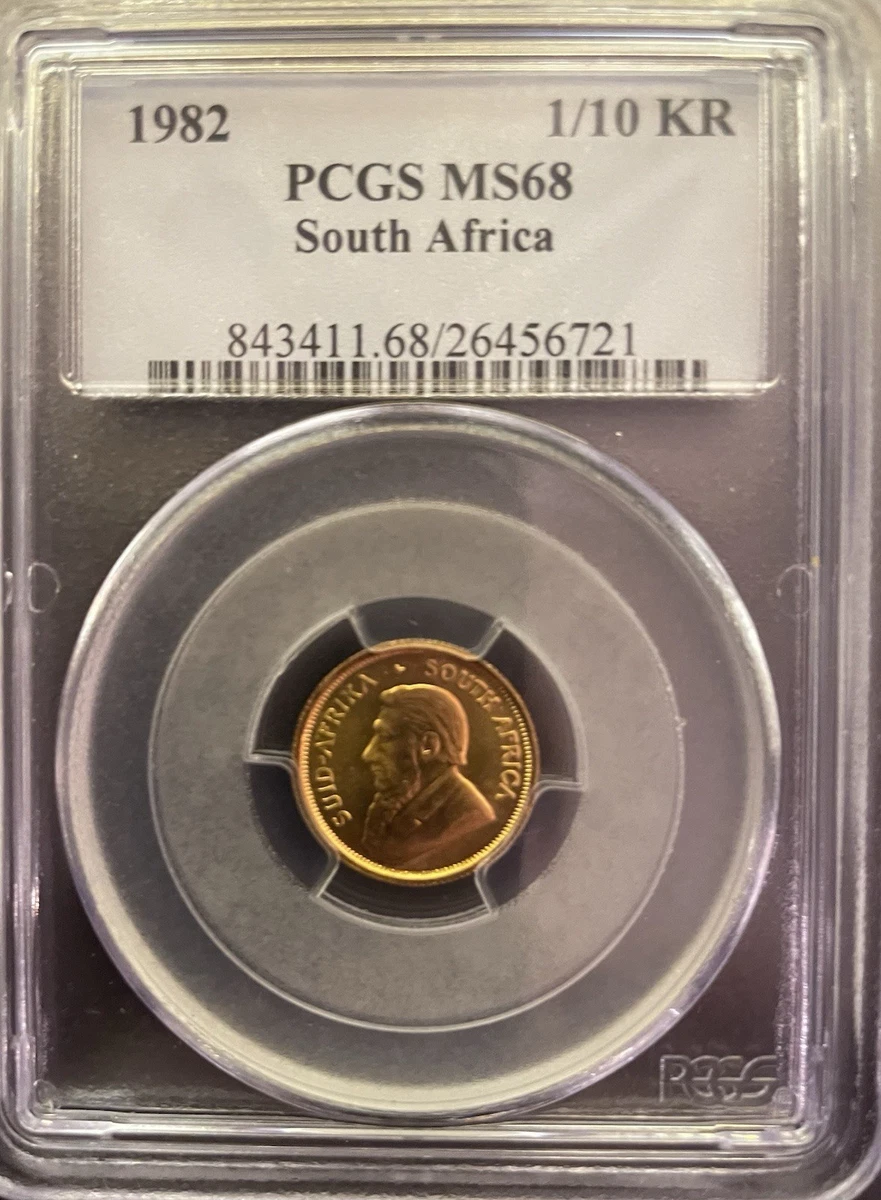 1982 1/10 KR
PCGS MS68
South Africa
843411.68/26456721
SUID-AFRIKA · SOUTH AFRICA
PCGS